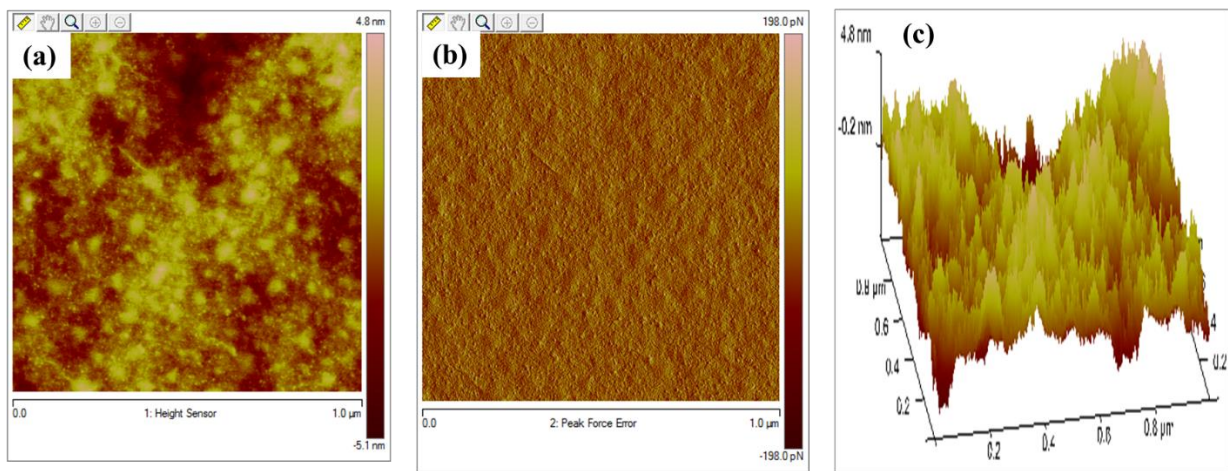 (a)
4.8 nm
-5.1 nm
0.0
1: Height Sensor
1.0 µm
(b)
198.0 pN
-198.0 pN
0.0
2: Peak Force Error
1.0 µm
(c)
4.8 nm
-0.2 nm
0.8 µm
0.6
0.4
0.2
0.2
0.4
0.6
0.8 µm
4
0.2